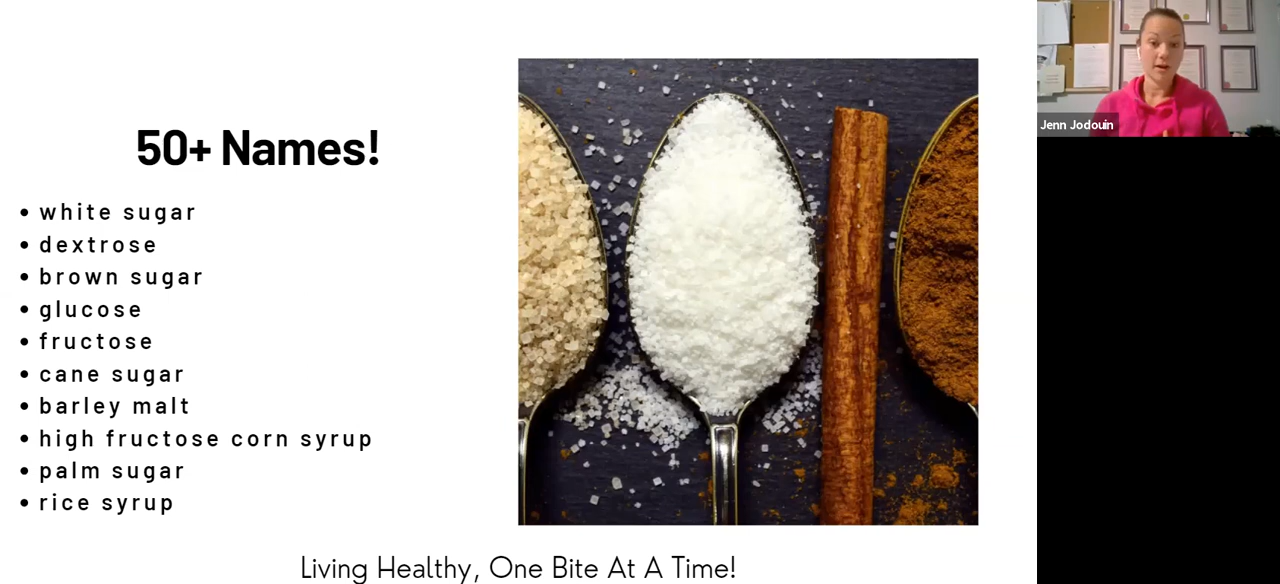 50+ Names!
• white sugar
• dextrose
• brown sugar
• glucose
• fructose
• cane sugar
• barley malt
• high fructose corn syrup
• palm sugar
• rice syrup
Living Healthy, One Bite At A Time!
Jenn Jodouin